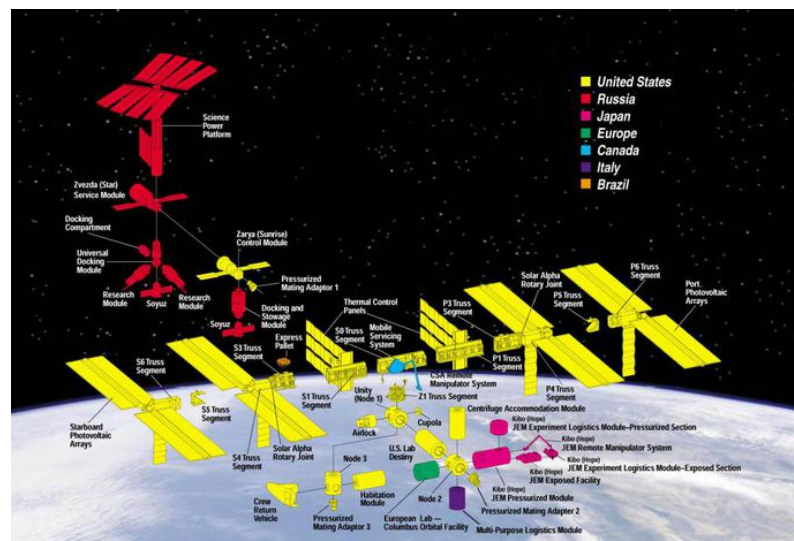 United States
Russia
Japan
Europe
Canada
Italy
Brazil
Science
Power
Platform
Zvezda (Star)
Service Module
Docking
Compartment
Universal
Docking
Module
Research
Module
Soyuz
Research
Module
Zarya (Sunrise)
Control Module
Pressurized
Mating Adaptor 1
Docking and
Stowage
Module
Soyuz
Express
Pallet
Thermal Control
Panels
S0 Truss
Segment
Mobile
Servicing
System
P3 Truss
Segment
Solar Alpha
Rotary Joint
P5 Truss
Segment
P6 Truss
Segment
Port
Photovoltaic
Arrays
S3 Truss
Segment
S6 Truss
Segment
S5 Truss
Segment
Starboard
Photovoltaic
Arrays
S4 Truss
Segment
Solar Alpha
Rotary Joint
S1 Truss
Segment
Unity
(Node 1)
CSA Remote
Manipulator System
Z1 Truss Segment
P1 Truss
Segment
P4 Truss
Segment
Centrifuge Accommodation Module
Cupola
Airlock
U.S. Lab
Destiny
Kibo (Hope)
JEM Experiment Logistics Module–Pressurized Section
Kibo (Hope)
JEM Remote Manipulator System
Kibo (Hope)
JEM Experiment Logistics Module–Exposed Section
Kibo (Hope)
JEM Exposed Facility
Kibo (Hope)
JEM Pressurized Module
Node 3
Habitation
Module
Crew
Return
Vehicle
Pressurized
Mating Adaptor 3
Node 2
European Lab —
Columbus Orbital Facility
Pressurized Mating Adapter 2
Multi-Purpose Logistics Module